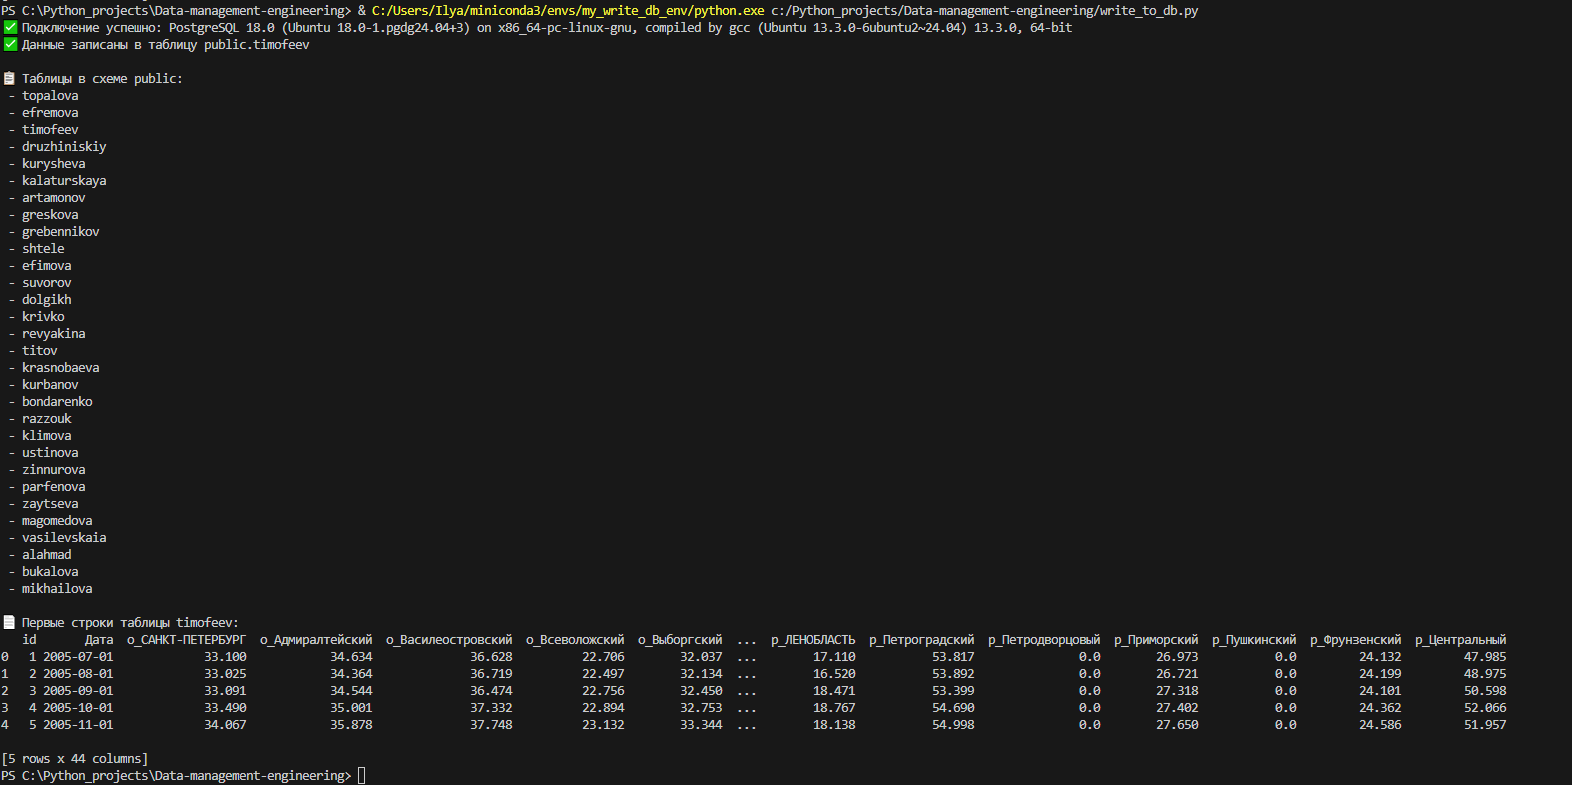 PS C:\Python_projects\Data-management-engineering> & C:/Users/Ilya/miniconda3/envs/my_write_db_env/python.exe c:/Python_projects/Data-management-engineering/write_to_db.py
✅ Подключение успешно: PostgreSQL 18.0 (Ubuntu 18.0-1.pgdg24.04+3) on x86_64-pc-linux-gnu, compiled by gcc (Ubuntu 13.3.0-6ubuntu2~24.04) 13.3.0, 64-bit
✅ Данные записаны в таблицу public.timofeev
📋 Таблицы в схеме public:
- topalova
- efremova
- timofeev
- druzhiniskiy
- kurysheva
- kalaturskaya
- artamonov
- greskova
- grebennikov
- shtele
- efimova
- suvorov
- dolgikh
- krivko
- revyakina
- titov
- krasnobaeva
- kurbanov
- bondarenko
- razzouk
- klimova
- ustinova
- zinnurova
- parfenova
- zaytseva
- magomedova
- vasilevskaia
- alahmad
- bukalova
- mikhailova
📄 Первые строки таблицы timofeev:
id Дата о_САНКТ-ПЕТЕРБУРГ о_Адмиралтейский о_Василеостровский о_Всеволожский о_Выборгский ... р_ЛЕНОБЛАСТЬ р_Петроградский р_Петродворцовый р_Приморский р_Пушкинский р_Фрунзенский р_Центральный
0 1 2005-07-01 33.100 34.634 36.628 22.706 32.037 ... 17.110 53.817 0.0 26.973 0.0 24.132 47.985
1 2 2005-08-01 33.025 34.364 36.719 22.497 32.134 ... 16.520 53.892 0.0 26.721 0.0 24.199 48.975
2 3 2005-09-01 33.091 34.544 36.474 22.756 32.450 ... 18.471 53.399 0.0 27.318 0.0 24.101 50.598
3 4 2005-10-01 33.490 35.001 37.332 22.894 32.753 ... 18.767 54.690 0.0 27.402 0.0 24.362 52.066
4 5 2005-11-01 34.067 35.878 37.748 23.132 33.344 ... 18.138 54.998 0.0 27.650 0.0 24.586 51.957
[5 rows x 44 columns]
PS C:\Python_projects\Data-management-engineering>